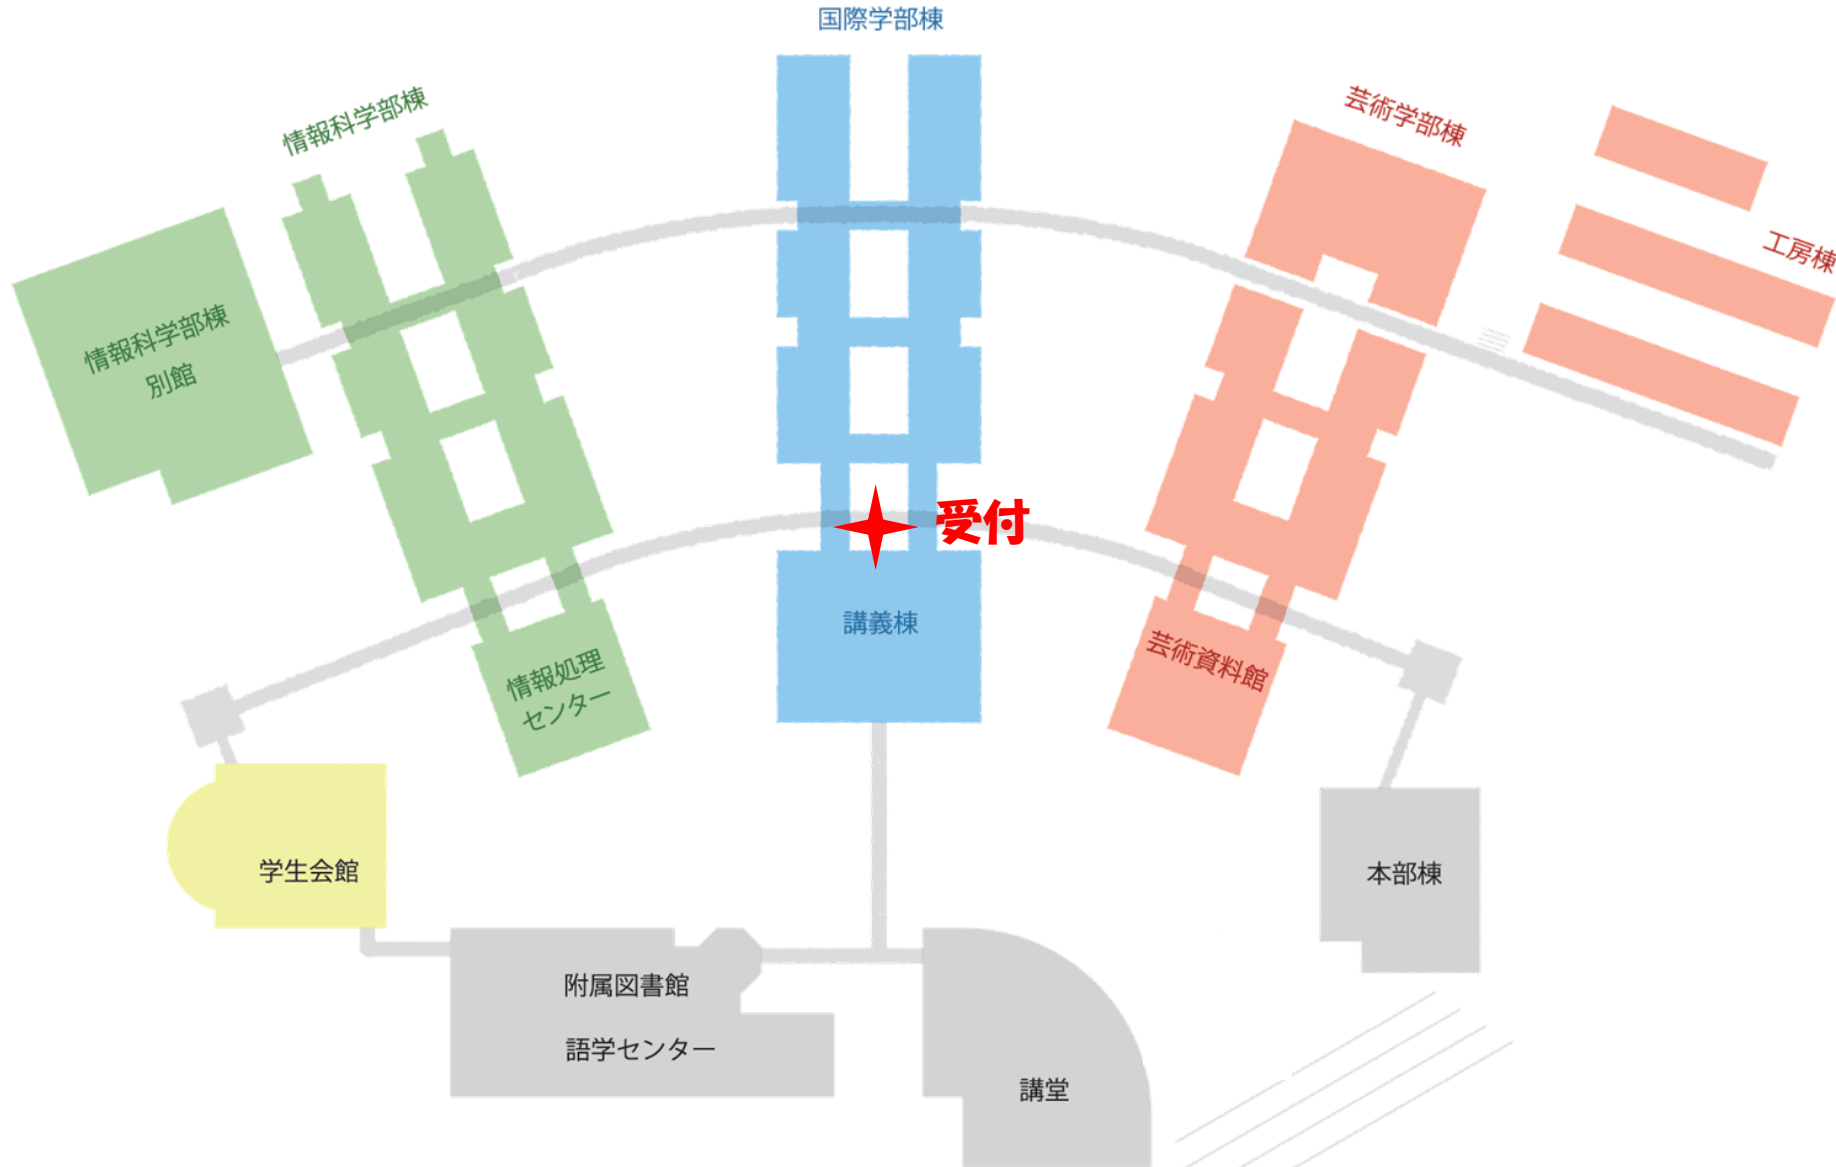 国際学部棟
情報科学部棟
芸術学部棟
工房棟
情報科学部棟
別館
受付
講義棟
情報処理
センター
芸術資料館
学生会館
本部棟
附属図書館
語学センター
講堂